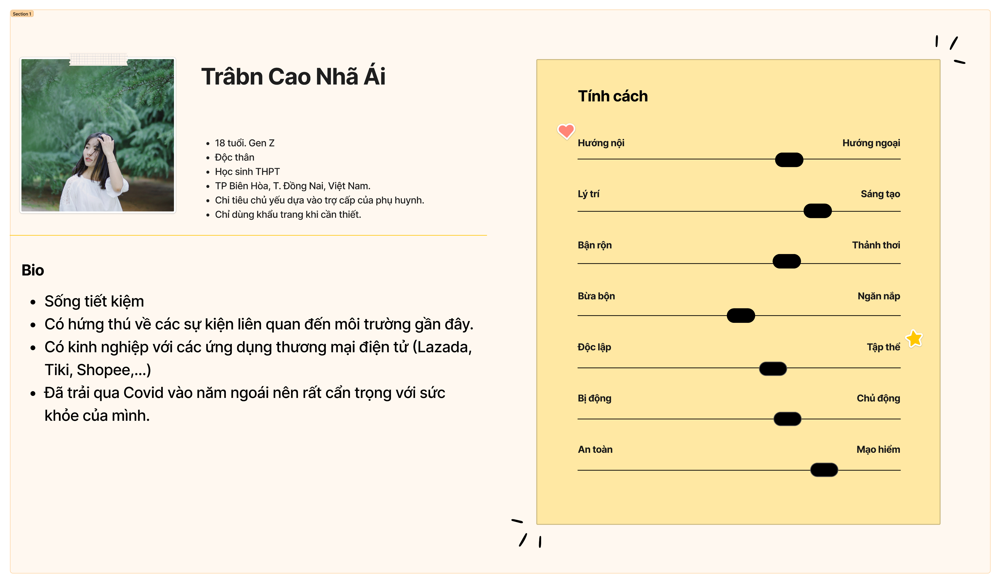 Section 1
Trâbn Cao Nhã Ái
18 tuổi. Gen Z
Độc thân
Học sinh THPT
TP Biên Hòa, T. Đồng Nai, Việt Nam.
Chi tiêu chủ yếu dựa vào trợ cấp của phụ huynh.
Chỉ dùng khẩu trang khi cần thiết.
Bio
Sống tiết kiệm
Có hứng thú về các sự kiện liên quan đến môi trường gần đây.
Có kinh nghiệp với các ứng dụng thương mại điện tử (Lazada,
Tiki, Shopee,...)
Đã trải qua Covid vào năm ngoái nên rất cẩn trọng với sức
khỏe của mình.
Tính cách
Hướng nội Hướng ngoại
Lý trí Sáng tạo
Bận rộn Thảnh thơi
Bừa bộn Ngăn nắp
Độc lập Tập thể
Bị động Chủ động
An toàn Mạo hiểm